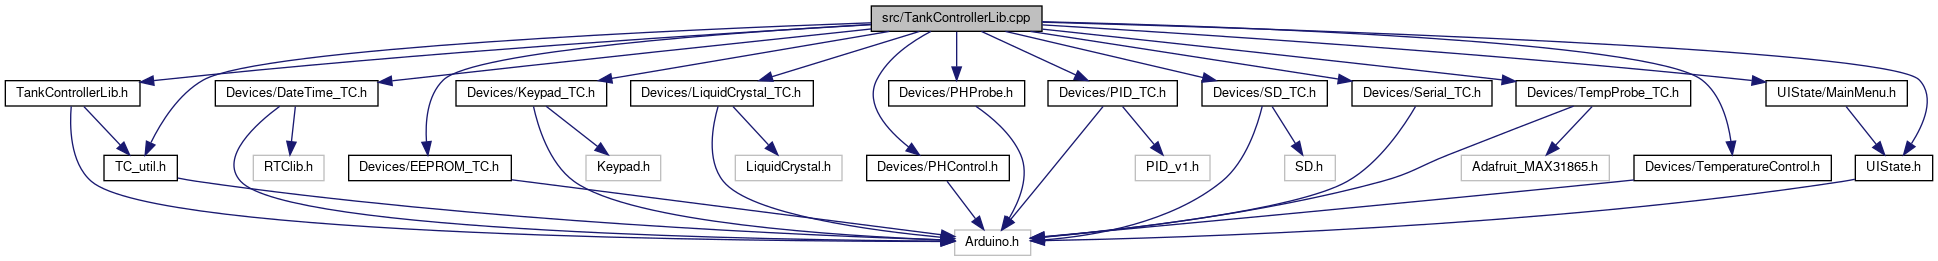 src/TankControllerLib.cpp
TankControllerLib.h
Devices/DateTime_TC.h
Devices/Keypad_TC.h
Devices/LiquidCrystal_TC.h
Devices/PHProbe.h
Devices/PID_TC.h
Devices/SD_TC.h
Devices/Serial_TC.h
Devices/TempProbe_TC.h
UIState/MainMenu.h
TC_util.h
RTClib.h
Devices/EEPROM_TC.h
Keypad.h
LiquidCrystal.h
Devices/PHControl.h
PID_v1.h
SD.h
Adafruit_MAX31865.h
Devices/TemperatureControl.h
UIState.h
Arduino.h